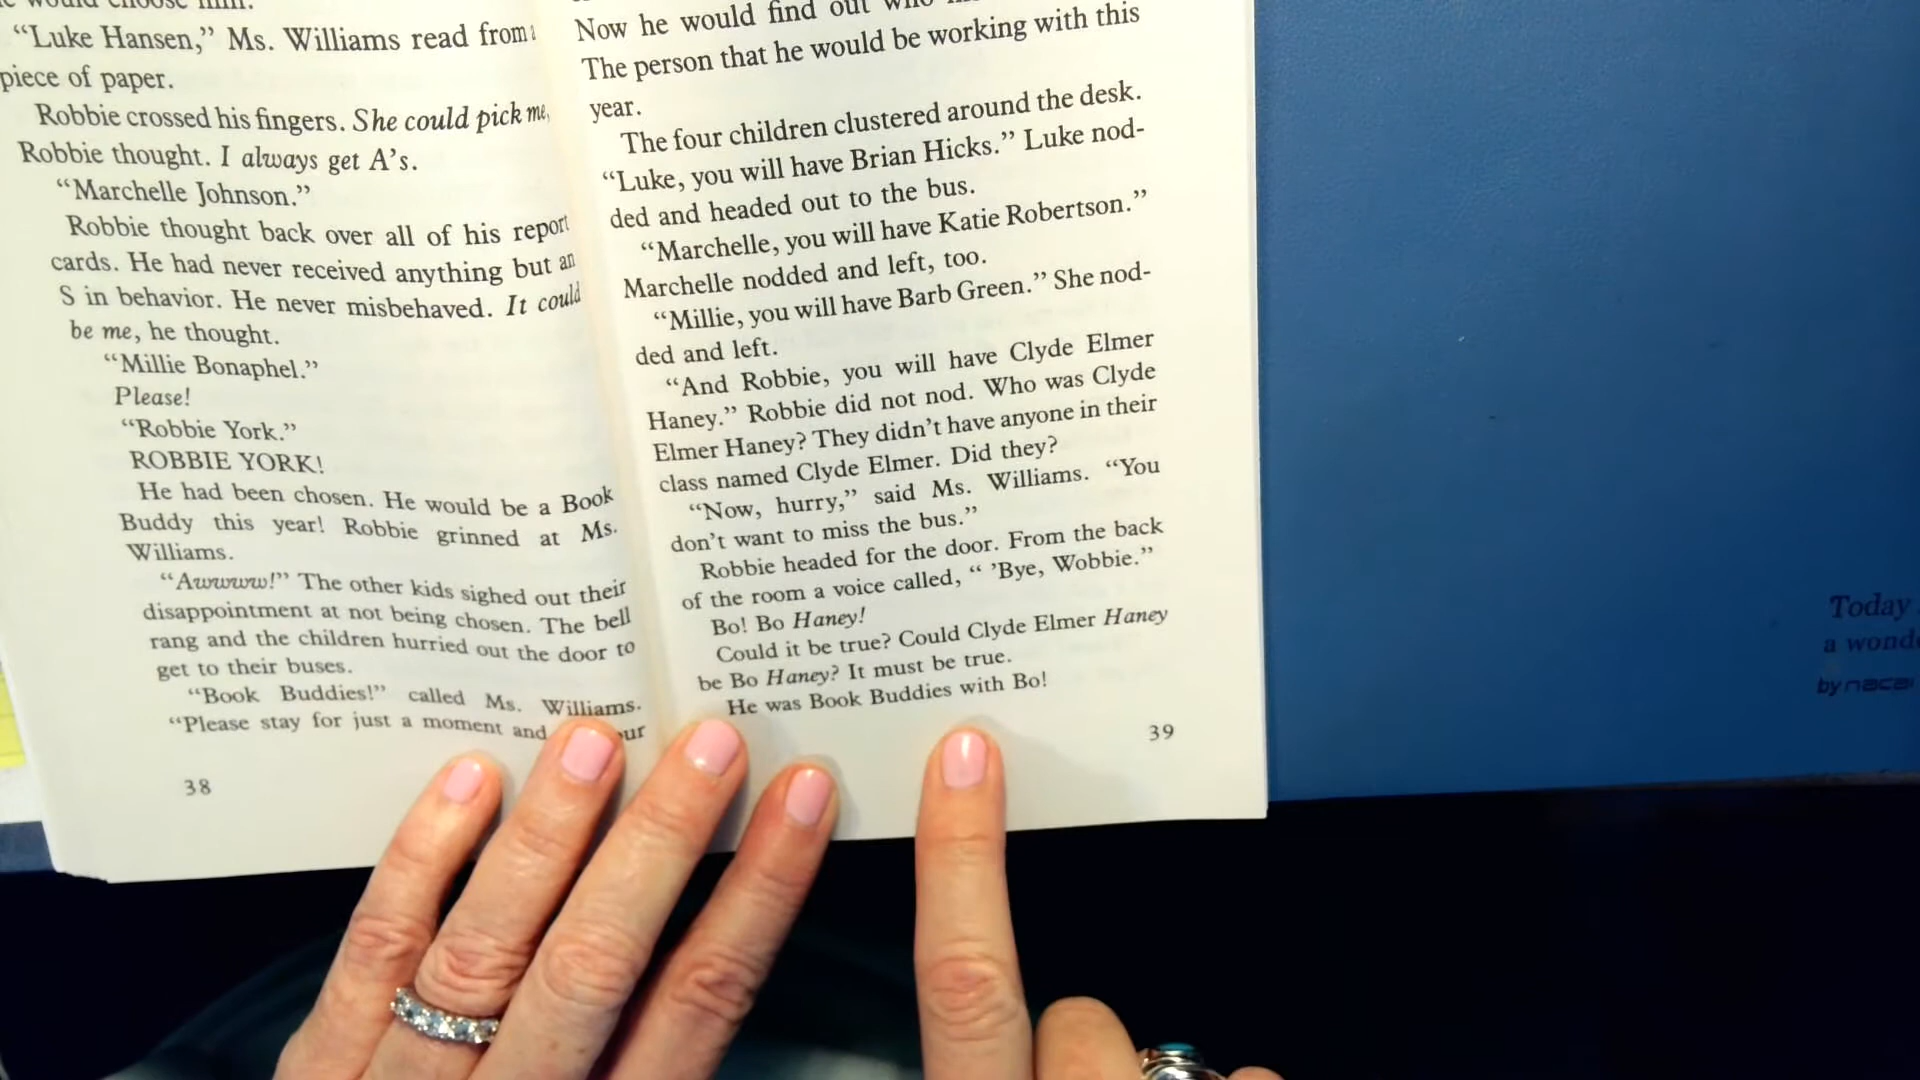 "Luke Hansen," Ms. Williams read from
piece of paper.
Robbie crossed his fingers. She could pick me,
Robbie thought. I always get A's.
"Marchelle Johnson."
Robbie thought back over all of his report
cards. He had never received anything but an
S in behavior. He never misbehaved. It could
be me, he thought.
"Millie Bonaphel."
Please!
"Robbie York."
ROBBIE YORK!
He had been chosen. He would be a Book
Buddy this year! Robbie grinned at Ms.
Williams.
"Awwww!" The other kids sighed out their
disappointment at not being chosen. The bell
rang and the children hurried out the door to
get to their buses.
"Book Buddies!" called Ms. Williams.
"Please stay for just a moment and
38
Now he would find out
The person that he would be working with this
year.
The four children clustered around the desk.
"Luke, you will have Brian Hicks." Luke nod-
ded and headed out to the bus.
"Marchelle, you will have Katie Robertson."
Marchelle nodded and left, too.
"Millie, you will have Barb Green." She nod-
ded and left.
"And Robbie, you will have Clyde Elmer
Haney." Robbie did not nod. Who was Clyde
Elmer Haney? They didn't have anyone in their
class named Clyde Elmer. Did they?
"Now, hurry," said Ms. Williams. "You
don't want to miss the bus."
Robbie headed for the door. From the back
of the room a voice called, " 'Bye, Wobbie."
Bo! Bo Haney!
Could it be true? Could Clyde Elmer Haney
be Bo Haney? It must be true.
He was Book Buddies with Bo!
39
Today
a
by